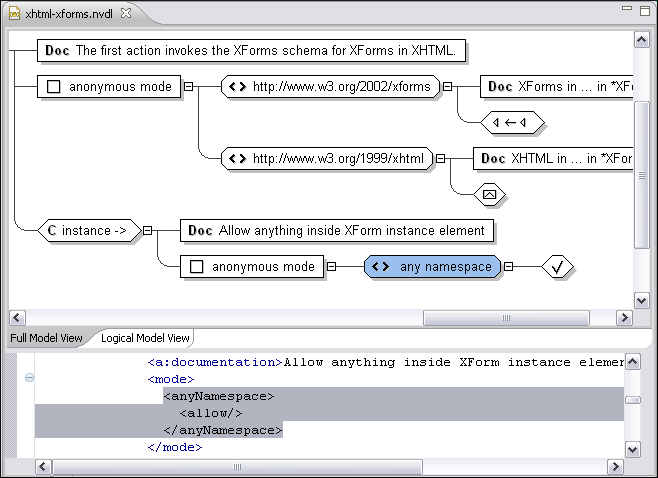 xhtml-xforms.nvdl
Doc The first action invokes the XForms schema for XForms in XHTML.
anonymous mode
http://www.w3.org/2002/xforms
Doc XForms in ... in *XFo
http://www.w3.org/1999/xhtml
Doc XHTML in ... in *XFor
C instance ->
Doc Allow anything inside XForm instance element
anonymous mode
any namespace
Full Model View
Logical Model View
<a:documentation>Allow anything inside XForm instance elemen
<mode>
<anyNamespace>
<allow/>
</anyNamespace>
</mode>